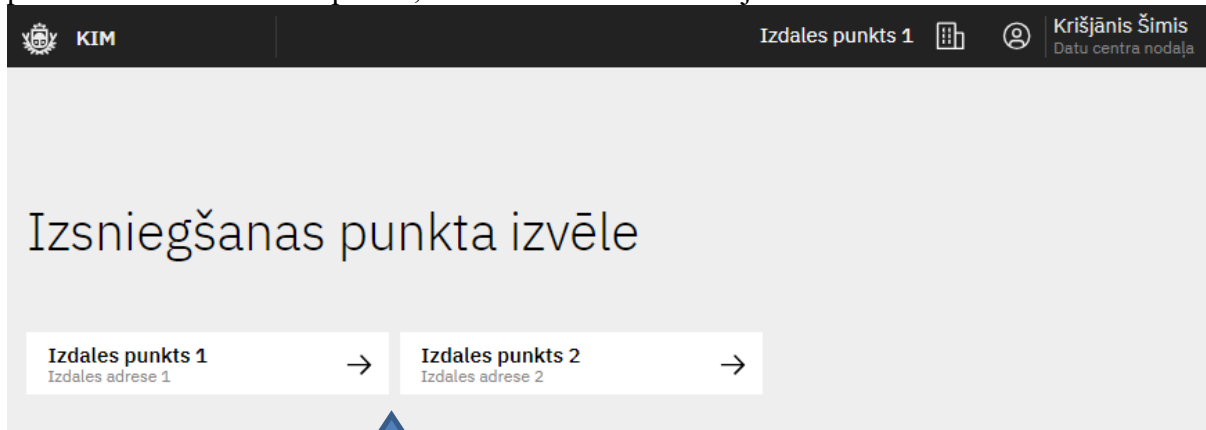 KIM
Izdales punkts 1
Krišjānis Šimis
Datu centra nodaļa
Izsniegšanas punkta izvēle
Izdales punkts 1
Izdales adrese 1
Izdales punkts 2
Izdales adrese 2